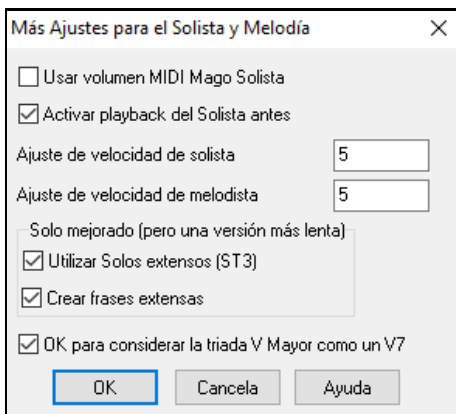 Más Ajustes para el Solista y Melodía
Usar volumen MIDI Mago Solista
Activar playback del Solista antes
Ajuste de velocidad de solista 5
Ajuste de velocidad de melodista 5
Solo mejorado (pero una versión más lenta)
Utilizar Solos extensos (ST3)
Crear frases extensas
OK para considerar la triada V Mayor como un V7
OK Cancela Ayuda